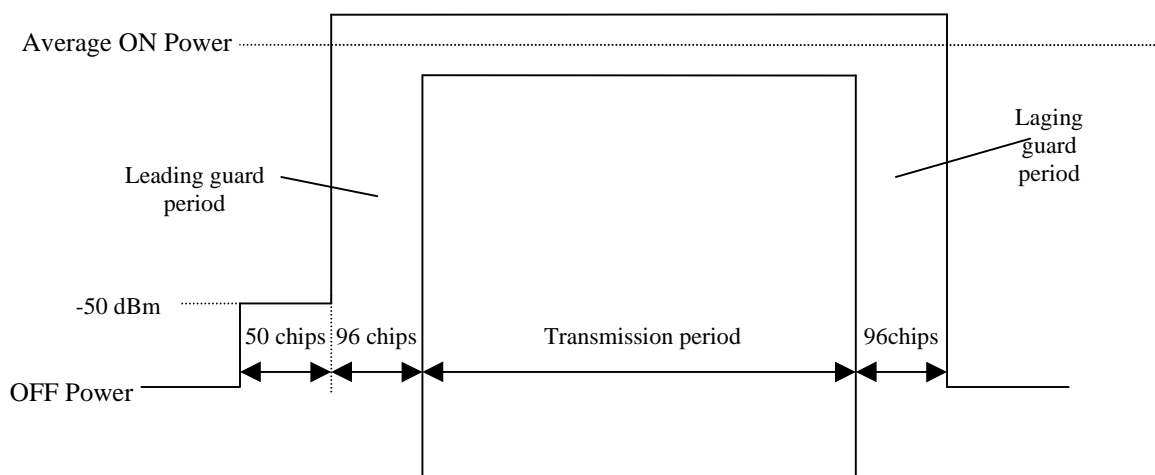 Average ON Power
Laging
guard
period
Leading guard
period
-50 dBm
50 chips
96 chips
Transmission period
96chips
OFF Power